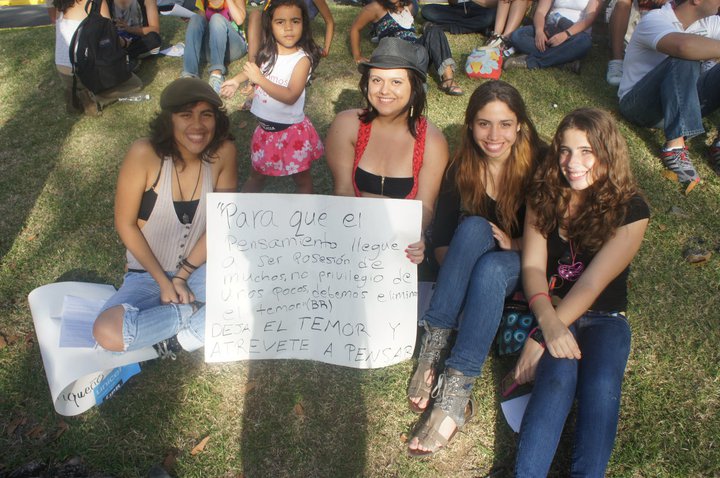 "Para que el
Pensamiento llegue
a ser Posesión de
muchos, no privilegio de
unos pocos, debemos eliminar
el temor"(BR)
DEJA EL TEMOR Y
ATREVETE A PENSAR